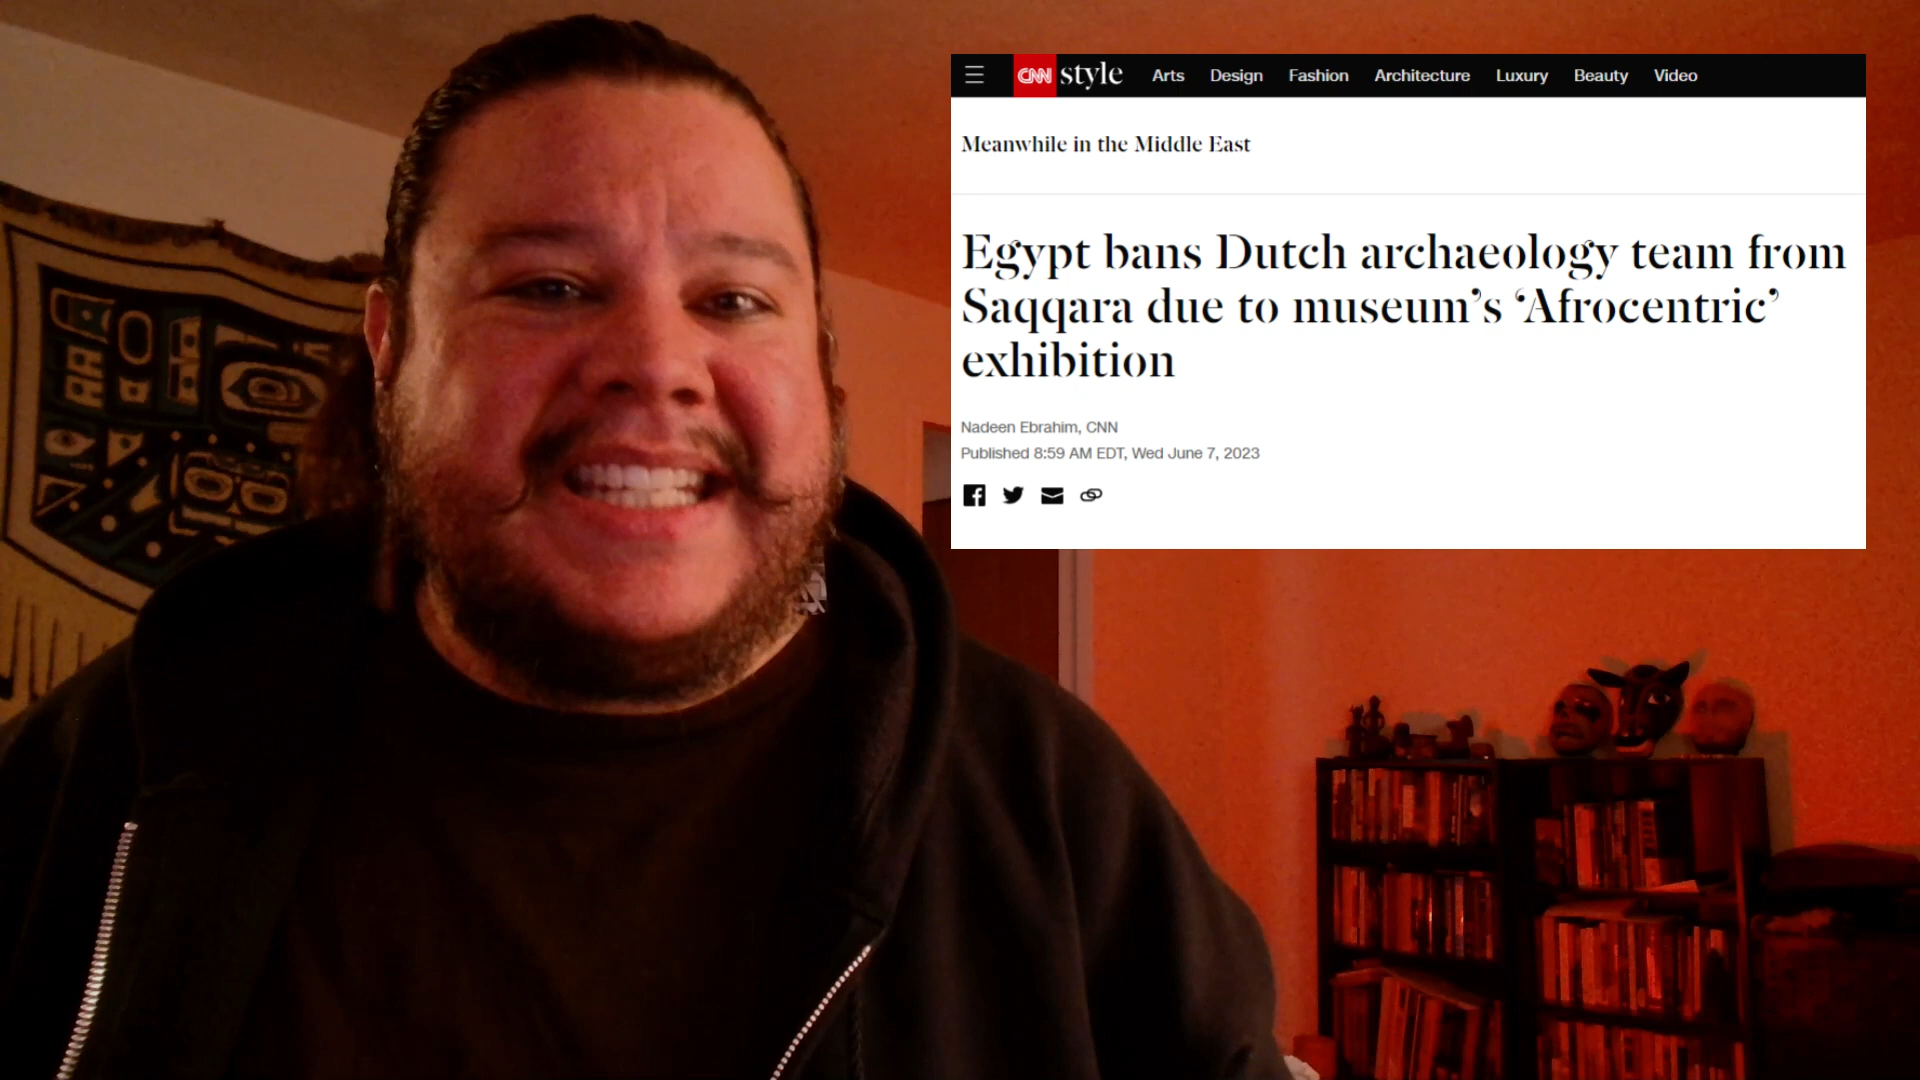 CNN style Arts Design Fashion Architecture Luxury Beauty Video
Meanwhile in the Middle East
Egypt bans Dutch archaeology team from
Saqqara due to museum's ‘Afrocentric’
exhibition
Nadeen Ebrahim, CNN
Published 8:59 AM EDT, Wed June 7, 2023